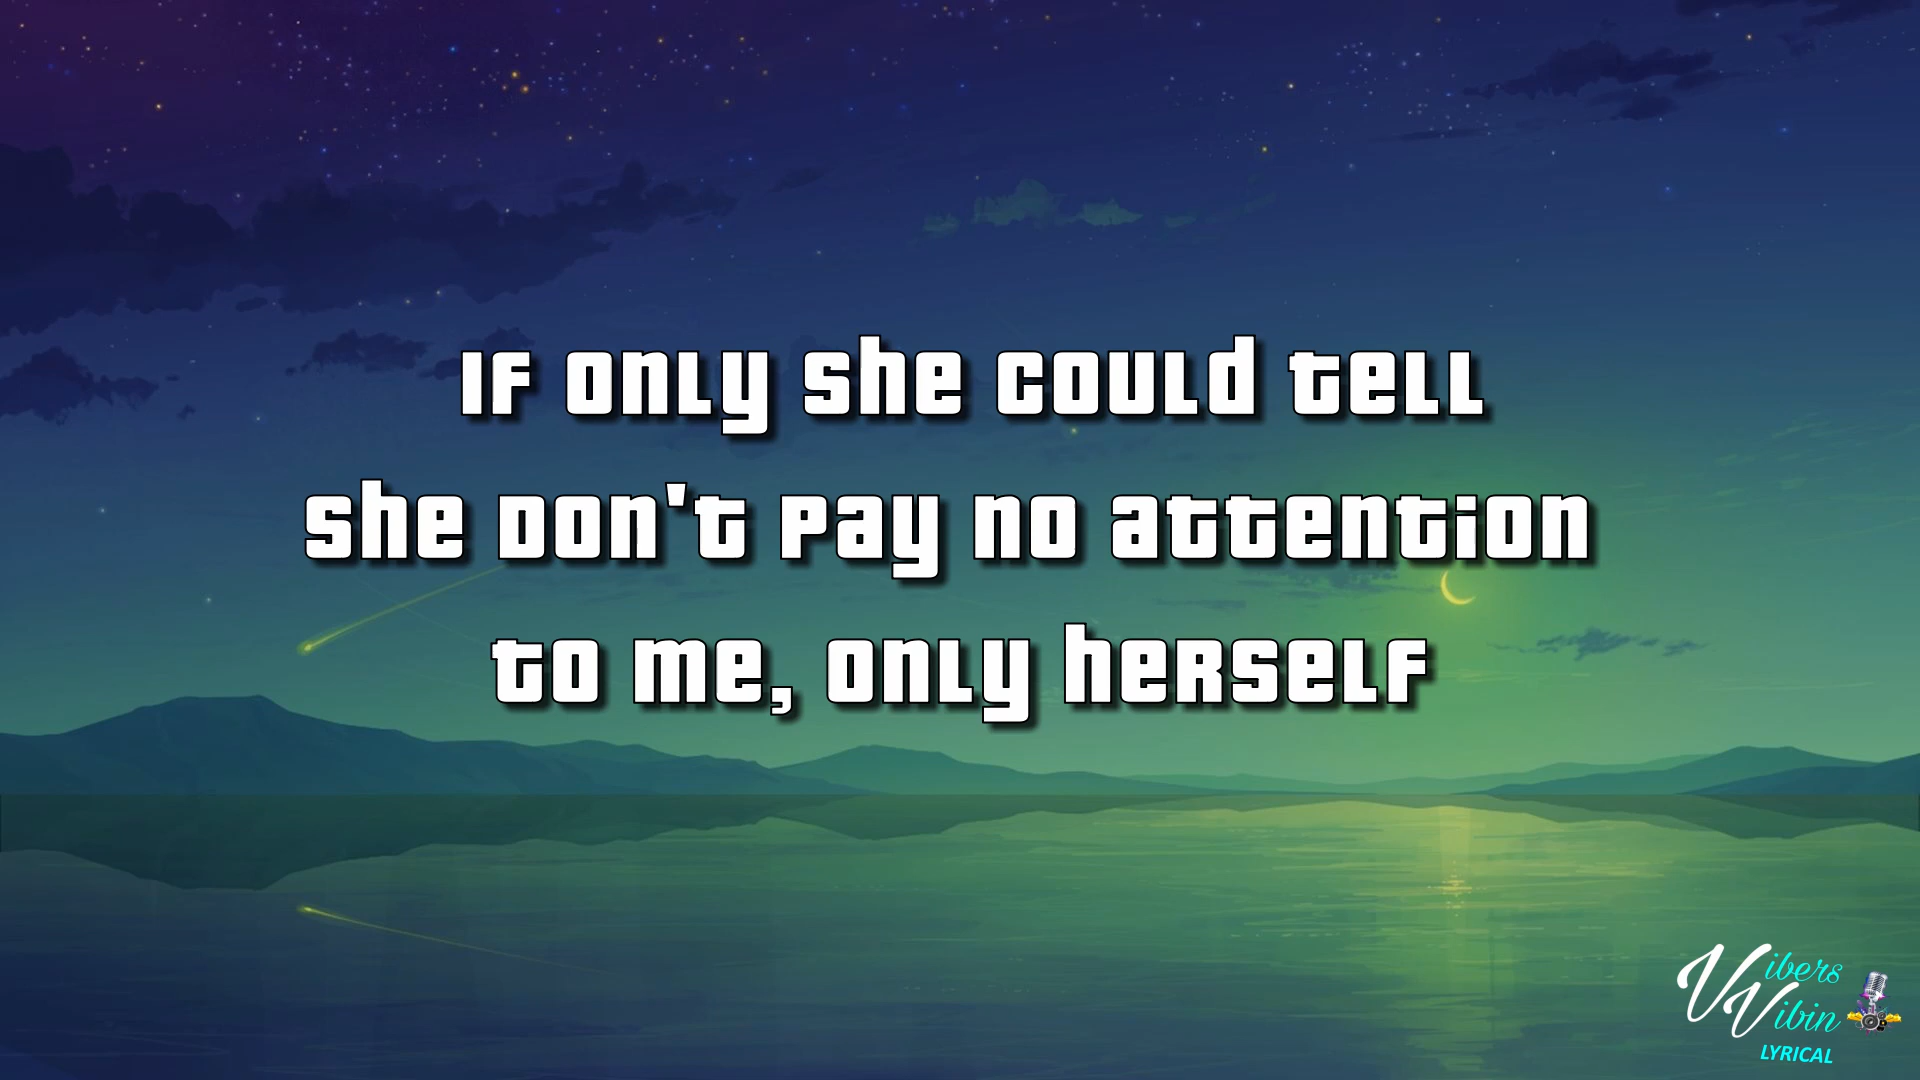 If only she could tell
She don't pay no attention
to me, only herself
Vibers
Vibin
LYRICAL